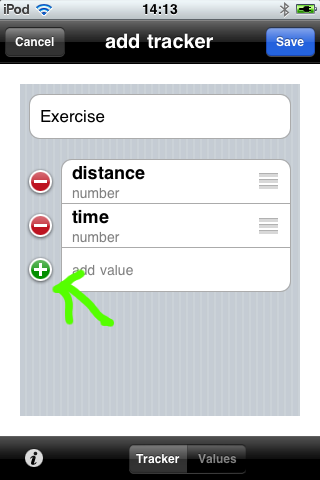 iPod 14:13
Cancel add tracker Save
Exercise
distance
number
time
number
add value
Tracker Values